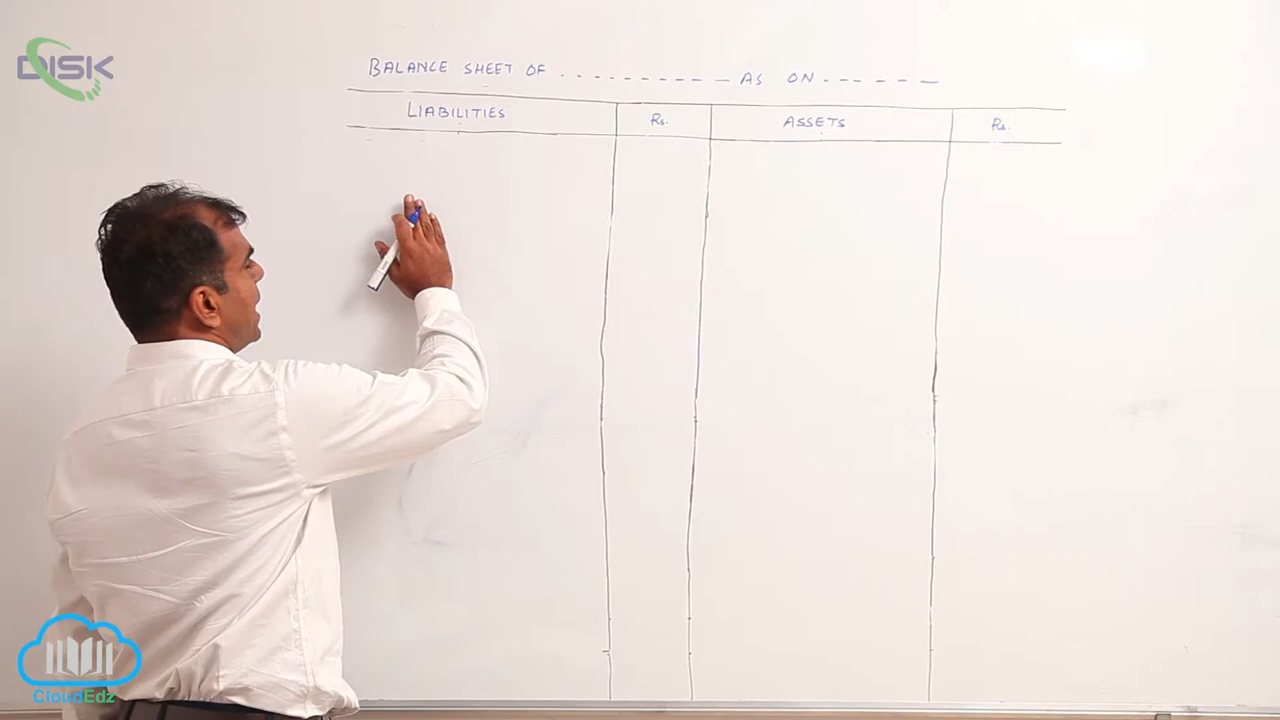 DISK
BALANCE SHEET OF ------------ AS ON -------
LIABILITIES Rs. ASSETS Rs.
CloudEdz